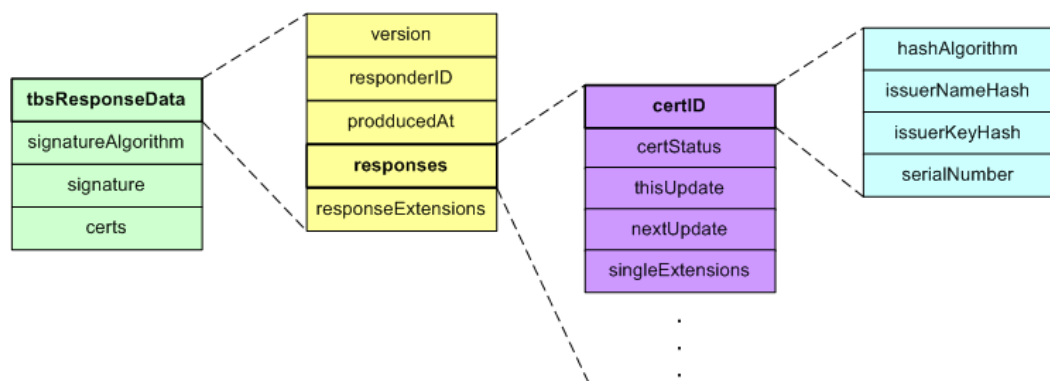 tbsResponseData
signatureAlgorithm
signature
certs
version
responderID
prodducedAt
responses
responseExtensions
certID
certStatus
thisUpdate
nextUpdate
singleExtensions
.
.
.
hashAlgorithm
issuerNameHash
issuerKeyHash
serialNumber